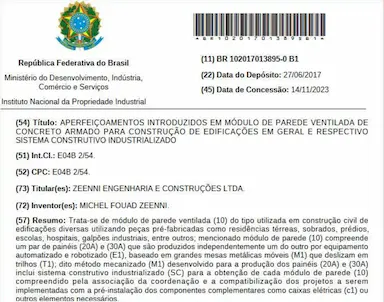 BR102017013895B1
República Federativa do Brasil
Ministério do Desenvolvimento, Indústria,
Comércio e Serviços
Instituto Nacional da Propriedade Industrial
(11) BR 102017013895-0 B1
(22) Data do Depósito: 27/06/2017
(45) Data de Concessão: 14/11/2023
(54) Título: APERFEIÇOAMENTOS INTRODUZIDOS EM MÓDULO DE PAREDE VENTILADA DE
CONCRETO ARMADO PARA CONSTRUÇÃO DE EDIFICAÇÕES EM GERAL E RESPECTIVO
SISTEMA CONSTRUTIVO INDUSTRIALIZADO
(51) Int.Cl.: E04B 2/54.
(52) CPC: E04B 2/54.
(73) Titular(es): ZEENNI ENGENHARIA E CONSTRUÇÕES LTDA.
(72) Inventor(es): MICHEL FOUAD ZEENNI.
(57) Resumo: Trata-se de módulo de parede ventilada (10) do tipo utilizada em construção civil de
edificações diversas utilizando peças pré-fabricadas como residências térreas, sobrados, prédios,
escolas, hospitais, galpões industriais, entre outros; mencionado módulo de parede (10) compreende
um par de painéis (20A) e (30A) que são produzidos independentemente um do outro por equipamento
automatizado e robotizado (E1), baseado em grandes mesas metálicas móveis (M1) que deslizam em
trilhos (T1); dito método mecanizado (M1) desenvolvido para a produção dos painéis (20A) e (30A)
inclui sistema construtivo industrializado (SC) para a obtenção de cada módulo de parede (10)
compreendido pela associação da coordenação e a compatibilização dos projetos a serem
implantados com a pré-instalação dos componentes complementares como caixas elétricas (c1) ou
outros elementos necessários.